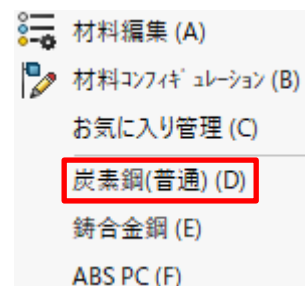 材料編集 (A)
材料ｺﾝﾌｨｷﾞｭﾚｰｼｮﾝ (B)
お気に入り管理 (C)
炭素鋼(普通) (D)
鋳合金鋼 (E)
ABS PC (F)